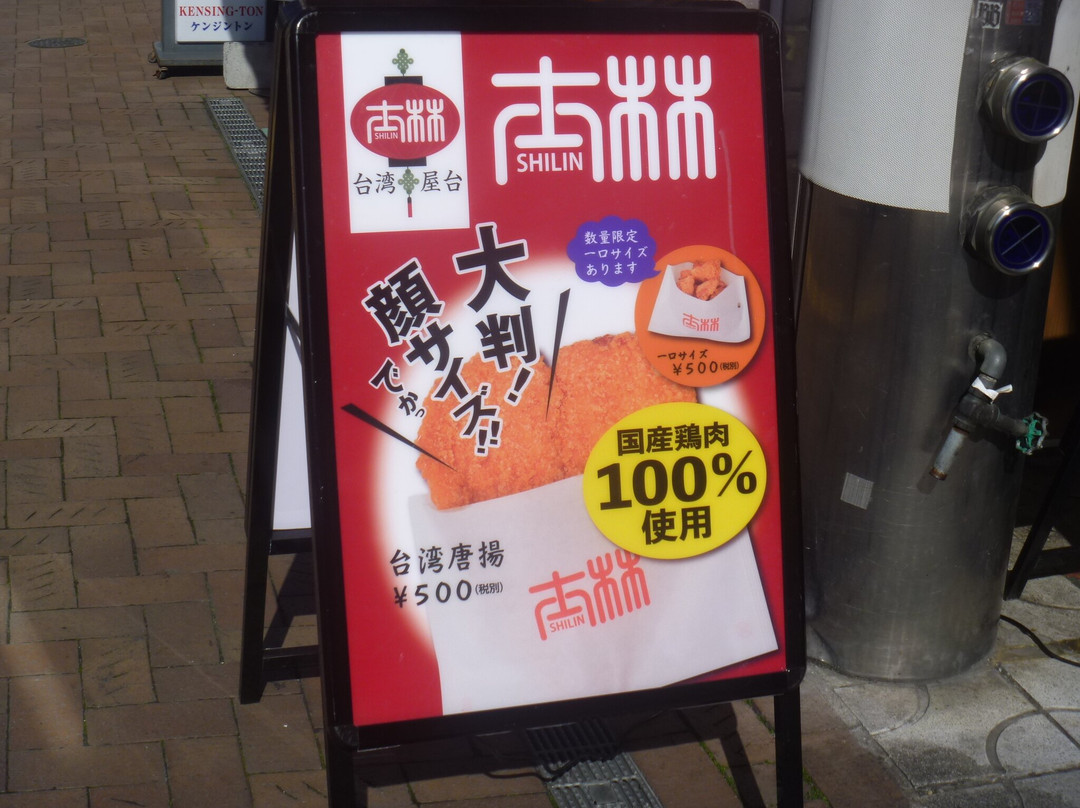 KENSING-TON
ケンジントン
士林
SHILIN
台湾屋台
士林
SHILIN
数量限定
一口サイズ
あります
大判!
顔サイズ!!
でかっ
士林
一口サイズ
¥500(税別)
国産鶏肉
100%
使用
台湾唐揚
¥500(税別)
士林
SHILIN